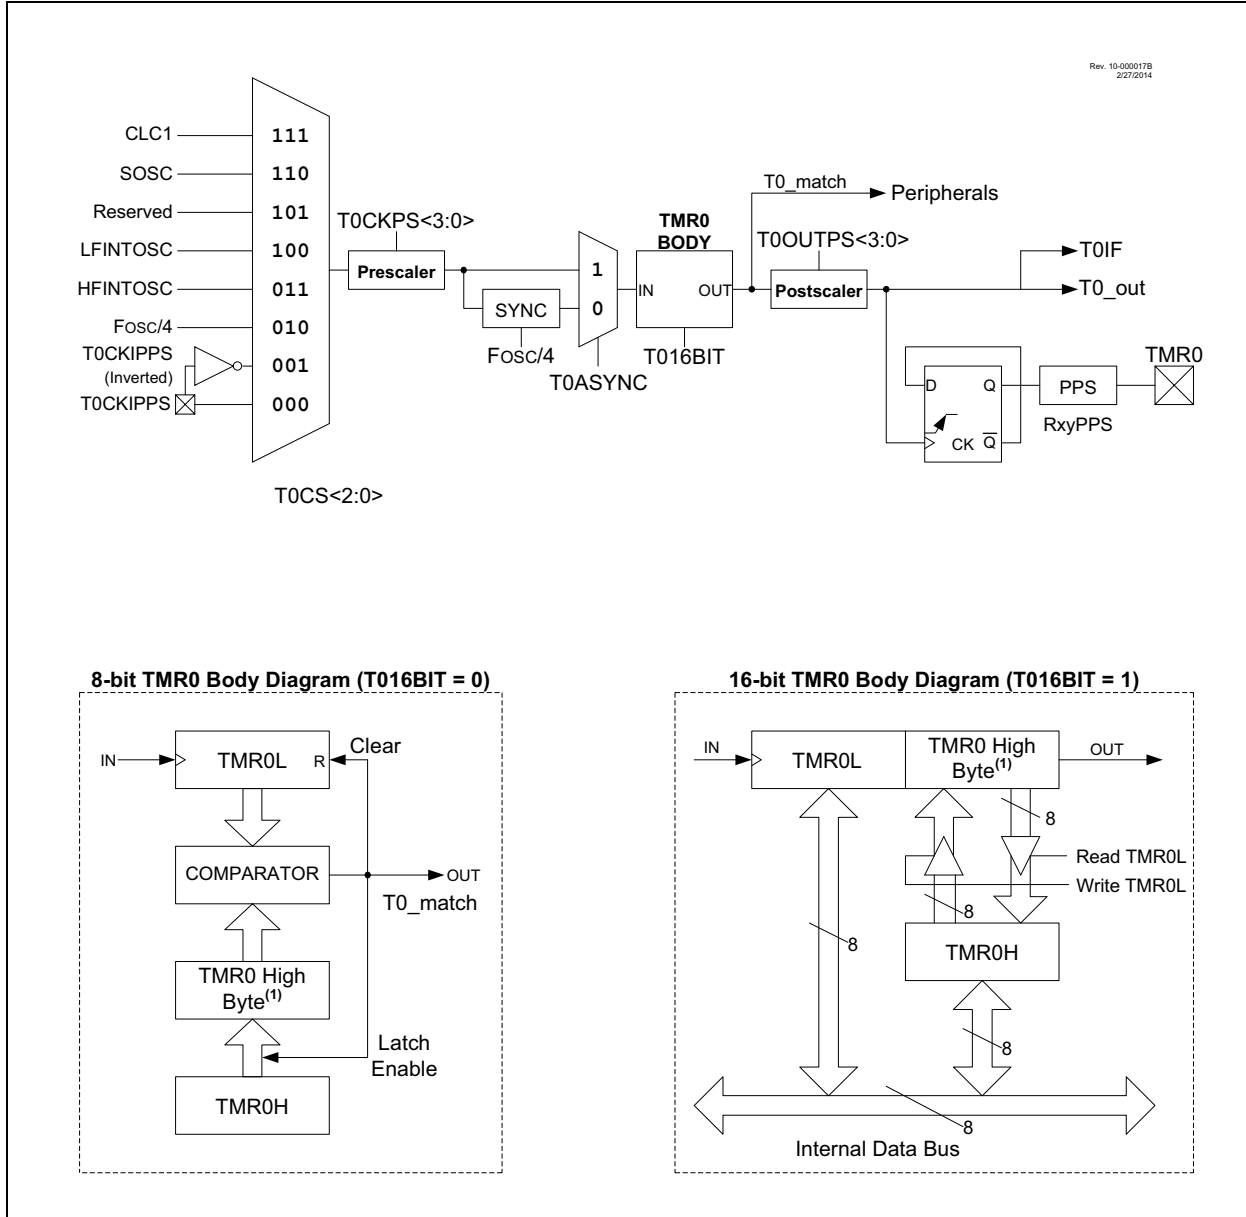 Rev. 10-000017B
2/27/2014
CLC1
111
SOSC
110
Reserved
101
LFINTOSC
100
HFINTOSC
011
FOSC/4
010
T0CKIPPS
(Inverted)
001
T0CKIPPS
000
T0CS<2:0>
T0CKPS<3:0>
Prescaler
SYNC
FOSC/4
1
0
T0ASYNC
TMR0
BODY
IN
OUT
T016BIT
T0_match
Peripherals
T0OUTPS<3:0>
Postscaler
T0IF
T0_out
D
Q
CK
Q
PPS
RxyPPS
TMR0
8-bit TMR0 Body Diagram (T016BIT = 0)
IN
TMR0L
R
Clear
COMPARATOR
OUT
T0_match
TMR0 High
Byte(1)
Latch
Enable
TMR0H
16-bit TMR0 Body Diagram (T016BIT = 1)
IN
TMR0L
TMR0 High
Byte(1)
OUT
8
Read TMR0L
Write TMR0L
8
8
TMR0H
8
8
Internal Data Bus